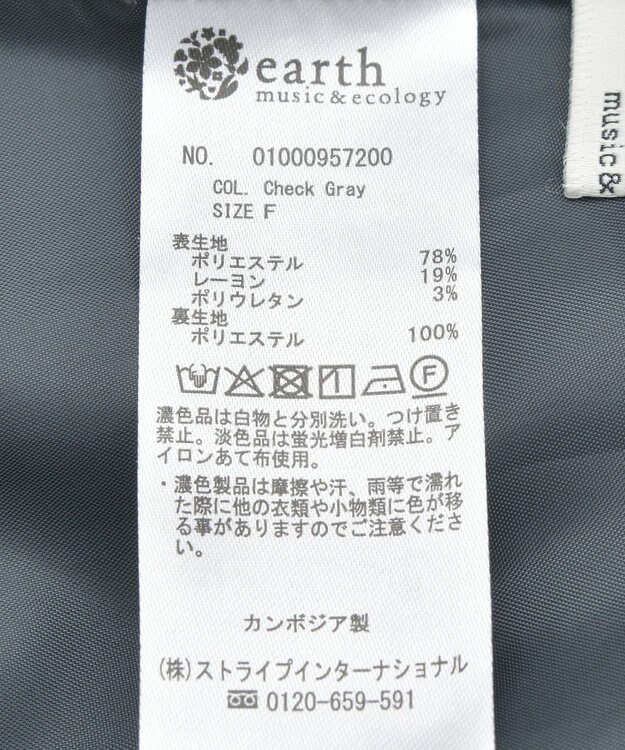 earth
music&ecology
NO. 01000957200
COL. Check Gray
SIZE F
表生地
ポリエステル 78%
レーヨン 19%
ポリウレタン 3%
裏生地
ポリエステル 100%
F
濃色品は白物と分別洗い。つけ置き
禁止。淡色品は蛍光増白剤禁止。ア
イロンあて布使用。
・濃色製品は摩擦や汗、雨等で濡れ
た際に他の衣類や小物類に色が移
る事がありますのでご注意くださ
い。
カンボジア製
(株)ストライプインターナショナル
0120-659-591
music &